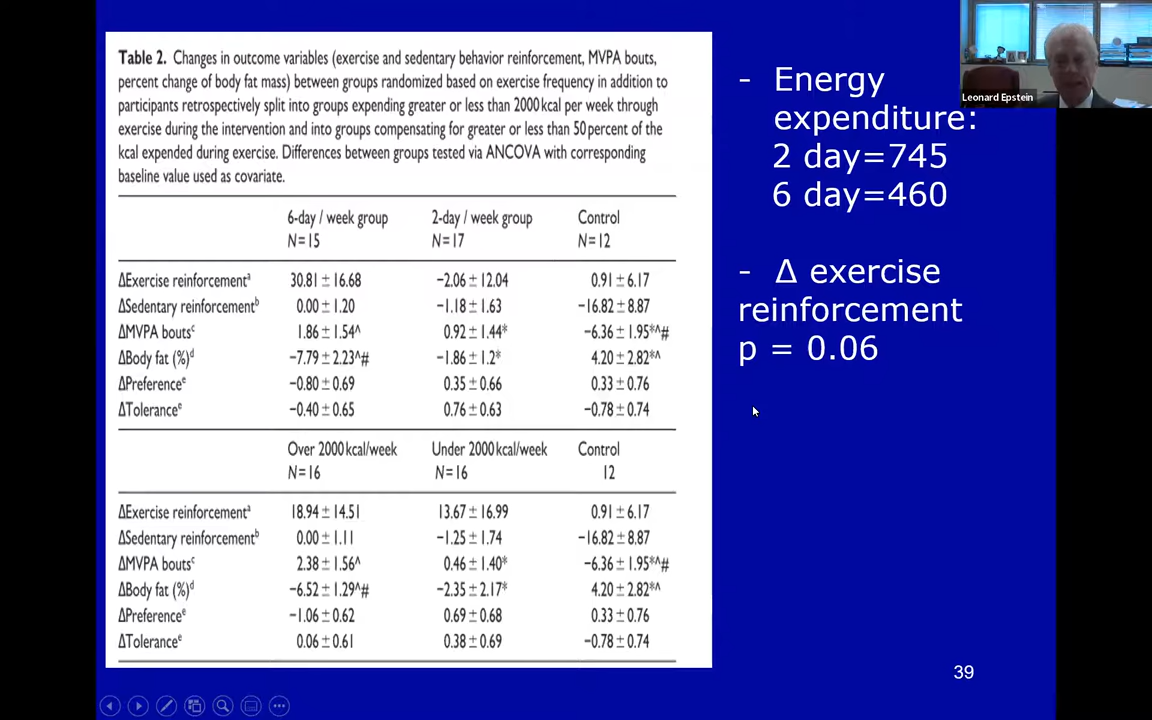 Table 2. Changes in outcome variables (exercise and sedentary behavior reinforcement, MVPA bouts,
percent change of body fat mass) between groups randomized based on exercise frequency in addition to
participants retrospectively split into groups expending greater or less than 2000 kcal per week through
exercise during the intervention and into groups compensating for greater or less than 50 percent of the
kcal expended during exercise. Differences between groups tested via ANCOVA with corresponding
baseline value used as covariate.
6-day / week group 2-day / week group Control
N=15 N=17 N=12
ΔExercise reinforcementᵃ 30.81 ± 16.68 −2.06 ± 12.04 0.91 ± 6.17
ΔSedentary reinforcementᵇ 0.00 ± 1.20 −1.18 ± 1.63 −16.82 ± 8.87
ΔMVPA boutsᶜ 1.86 ± 1.54^ 0.92 ± 1.44* −6.36 ± 1.95*^#
ΔBody fat (%)ᵈ −7.79 ± 2.23^# −1.86 ± 1.2* 4.20 ± 2.82*^
ΔPreferenceᵉ −0.80 ± 0.69 0.35 ± 0.66 0.33 ± 0.76
ΔToleranceᵉ −0.40 ± 0.65 0.76 ± 0.63 −0.78 ± 0.74
Over 2000 kcal/week Under 2000 kcal/week Control
N=16 N=16 12
ΔExercise reinforcementᵃ 18.94 ± 14.51 13.67 ± 16.99 0.91 ± 6.17
ΔSedentary reinforcementᵇ 0.00 ± 1.11 −1.25 ± 1.74 −16.82 ± 8.87
ΔMVPA boutsᶜ 2.38 ± 1.56^ 0.46 ± 1.40* −6.36 ± 1.95*^#
ΔBody fat (%)ᵈ −6.52 ± 1.29^# −2.35 ± 2.17* 4.20 ± 2.82*^
ΔPreferenceᵉ −1.06 ± 0.62 0.69 ± 0.68 0.33 ± 0.76
ΔToleranceᵉ 0.06 ± 0.61 0.38 ± 0.69 −0.78 ± 0.74
- Energy
expenditure:
2 day=745
6 day=460
- Δ exercise
reinforcement
p = 0.06
39
Leonard Epstein